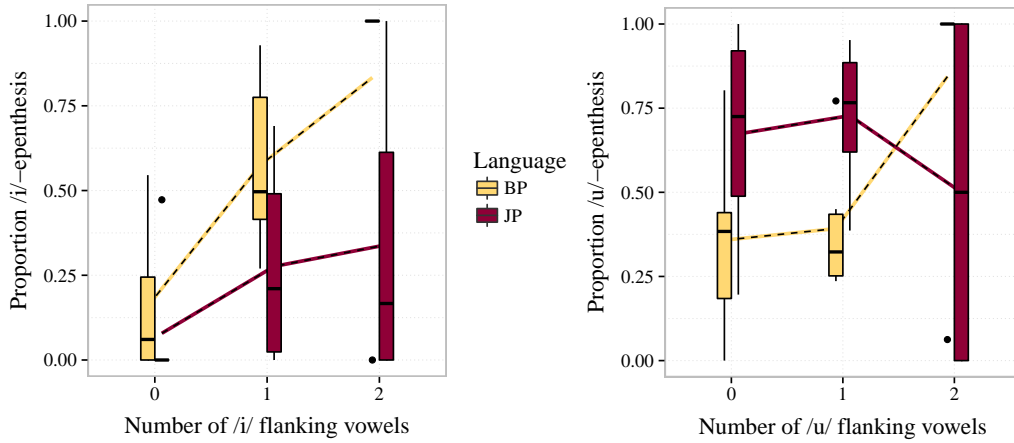 Proportion /i/-epenthesis
1.00
0.75
0.50
0.25
0.00
0 1 2
Number of /i/ flanking vowels
Language
BP
JP
Proportion /u/-epenthesis
1.00
0.75
0.50
0.25
0.00
0 1 2
Number of /u/ flanking vowels